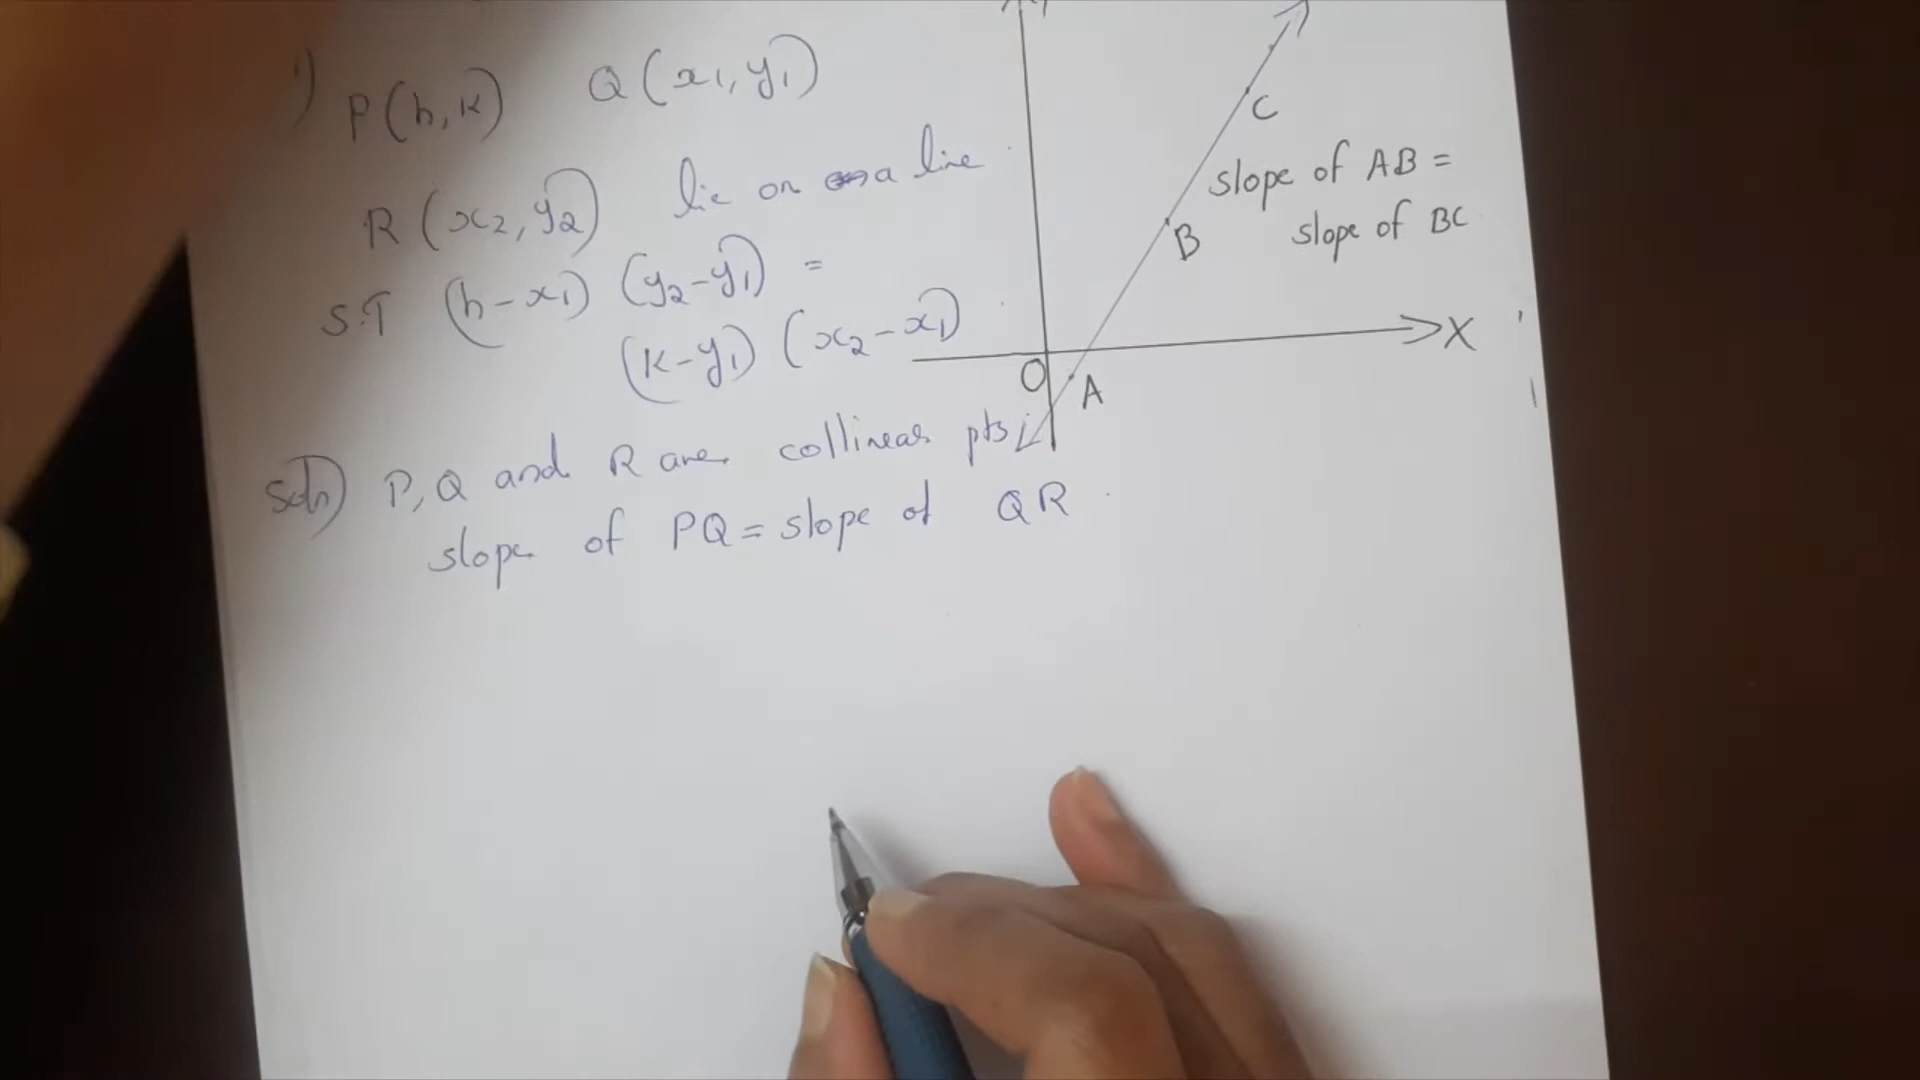 1) P(h,k) Q(x1,y1)
R(x2,y2) lie on a line
S.T (h-x1) (y2-y1) =
(k-y1) (x2-x1)
Soln) P,Q and R are collinear pts
slope of PQ = slope of QR
C
slope of AB =
B slope of BC
X
O A